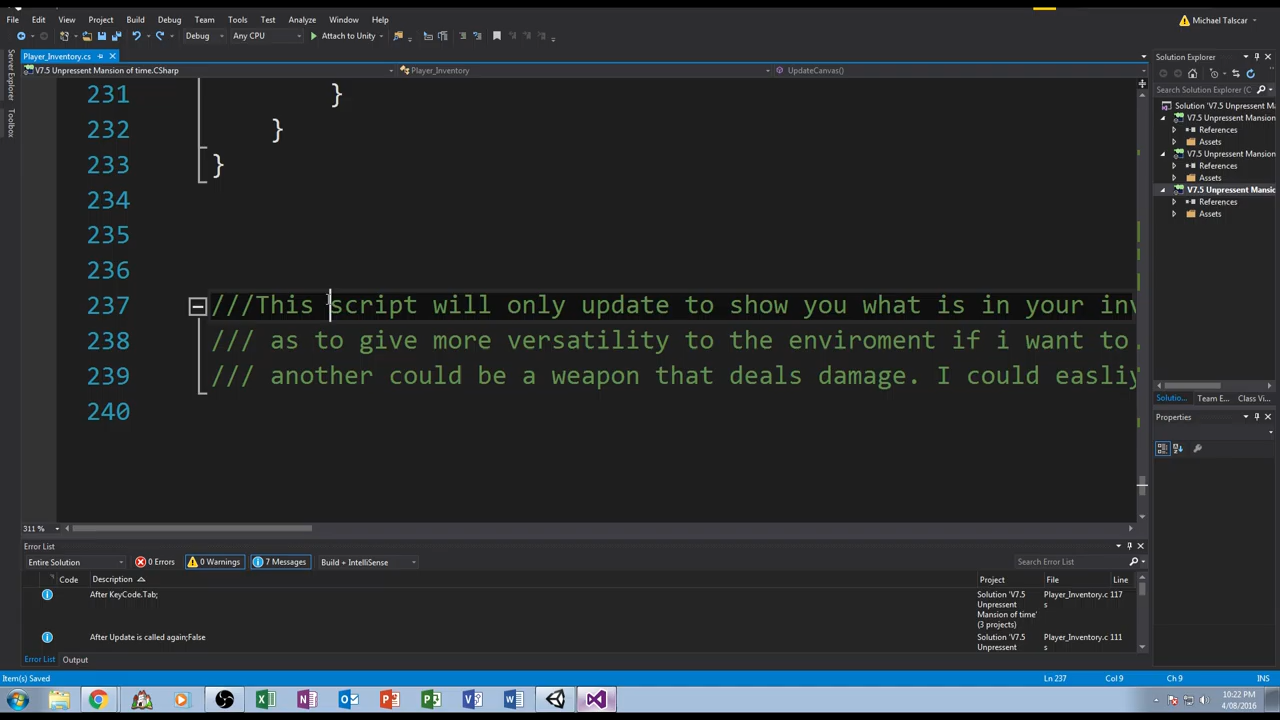 File Edit View Project Build Debug Team Tools Test Analyze Window Help Michael Talscar
Debug Any CPU Attach to Unity
Player_Inventory.cs
V7.5 Unpressent Mansion of time.CSharp Player_Inventory UpdateCanvas()
Server Explorer
Toolbox
231 }
232 }
233 }
234
235
236
237 ///This script will only update to show you what is in your inv
238 /// as to give more versatility to the enviroment if i want to.
239 /// another could be a weapon that deals damage. I could easliy
240
311 %
Solution Explorer
Search Solution Explorer (C
Solution 'V7.5 Unpressent M
V7.5 Unpressent Mansion
References
Assets
V7.5 Unpressent Mansion
References
Assets
V7.5 Unpressent Mansio
References
Assets
Solutio... Team E... Class Vi...
Properties
Error List
Entire Solution 0 Errors 0 Warnings 7 Messages Build + IntelliSense Search Error List
Code Description Project File Line
After KeyCode.Tab; Solution 'V7.5 Unpressent Mansion of time' (3 projects) Player_Inventory.c s 117
After Update is called again;False Solution 'V7.5 Unpressent Player_Inventory.c s 111
Error List Output
Item(s) Saved Ln 237 Col 9 Ch 9 INS
10:22 PM
4/08/2016